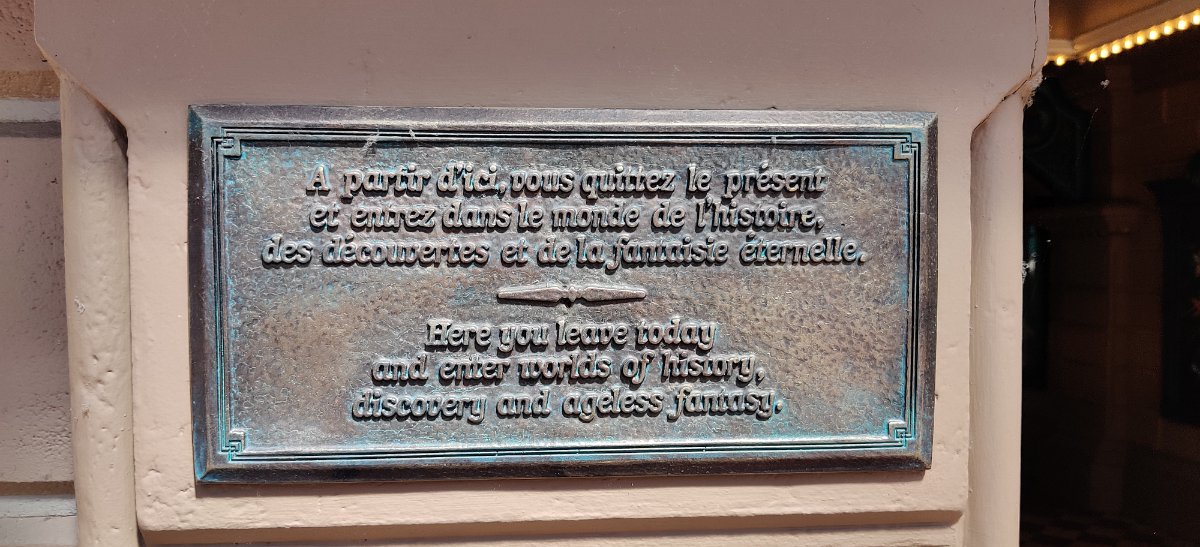 A partir d'ici, vous quittez le présent
et entrez dans le monde de l'histoire,
des découvertes et de la fantaisie éternelle.
Here you leave today
and enter worlds of history,
discovery and ageless fantasy.